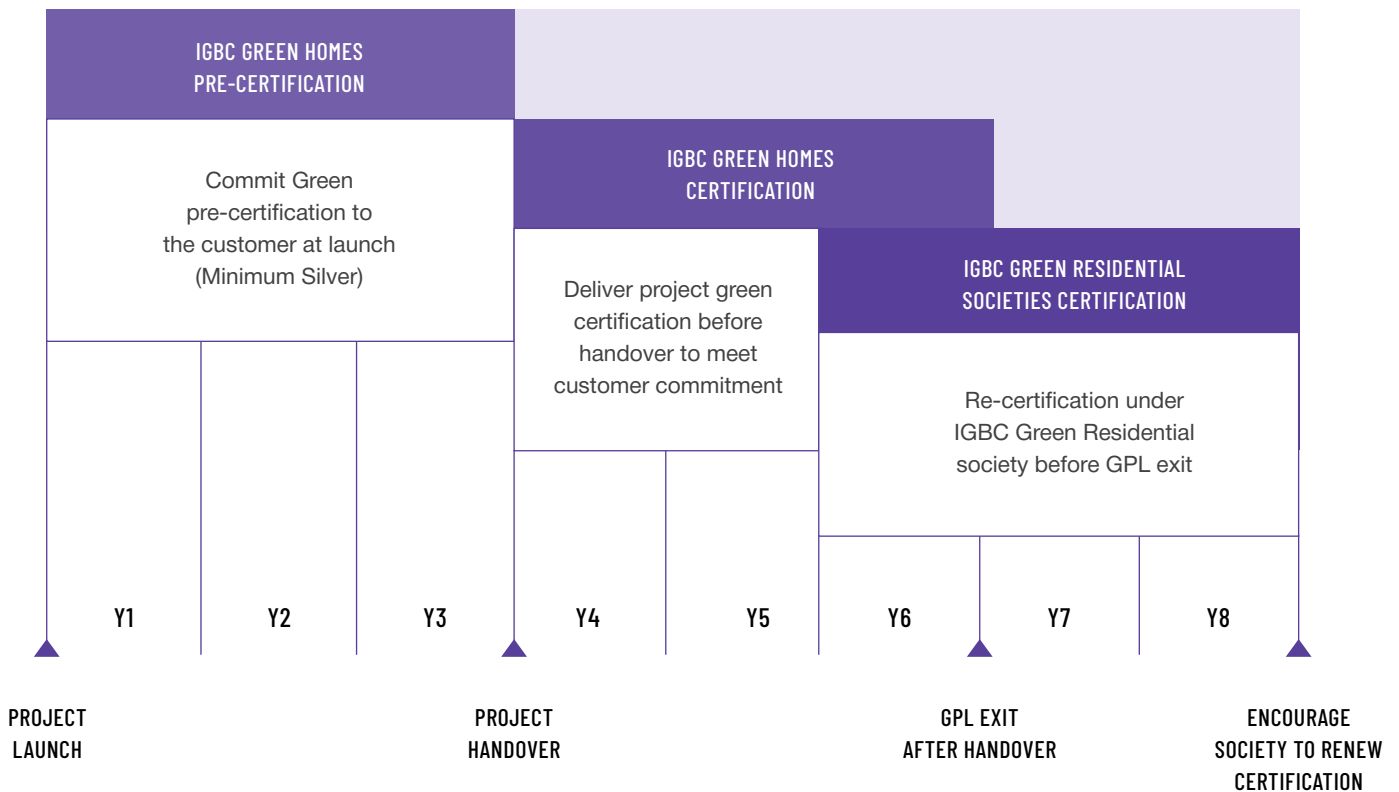 IGBC GREEN HOMES
PRE-CERTIFICATION
Commit Green
pre-certification to
the customer at launch
(Minimum Silver)
IGBC GREEN HOMES
CERTIFICATION
Deliver project green
certification before
handover to meet
customer commitment
IGBC GREEN RESIDENTIAL
SOCIETIES CERTIFICATION
Re-certification under
IGBC Green Residential
society before GPL exit
Y1 Y2 Y3 Y4 Y5 Y6 Y7 Y8
PROJECT
LAUNCH
PROJECT
HANDOVER
GPL EXIT
AFTER HANDOVER
ENCOURAGE
SOCIETY TO RENEW
CERTIFICATION